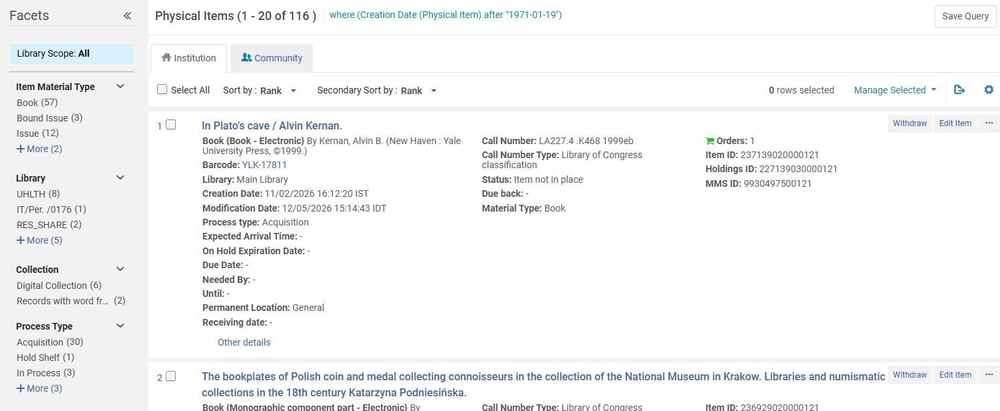 Facets
Library Scope: All
Item Material Type
Book (57)
Bound Issue (3)
Issue (12)
More (2)
Library
UHLTH (8)
IT/Per. /0176 (1)
RES_SHARE (2)
More (5)
Collection
Digital Collection (6)
Records with word fr... (2)
Process Type
Acquisition (30)
Hold Shelf (1)
In Process (3)
More (3)
Physical Items (1 - 20 of 116 )
where (Creation Date (Physical Item) after "1971-01-19")
Save Query
Institution
Community
Select All
Sort by : Rank
Secondary Sort by : Rank
0 rows selected
Manage Selected
1
In Plato's cave / Alvin Kernan.
Withdraw
Edit Item
Book {Book - Electronic} By Kernan, Alvin B. (New Haven : Yale
University Press, ©1999.)
Barcode: YLK-17811
Library: Main Library
Creation Date: 11/02/2026 16:12:20 IST
Modification Date: 12/05/2026 15:14:43 IDT
Process type: Acquisition
Expected Arrival Time: -
On Hold Expiration Date: -
Due Date: -
Needed By: -
Until: -
Permanent Location: General
Receiving date: -
Call Number: LA227.4 .K468 1999eb
Call Number Type: Library of Congress
classification
Status: Item not in place
Due back: -
Material Type: Book
Orders: 1
Item ID: 237139020000121
Holdings ID: 227139030000121
MMS ID: 9930497500121
Other details
2
The bookplates of Polish coin and medal collecting connoisseurs in the collection of the National Museum in Krakow. Libraries and numismatic
collections in the 18th century Katarzyna Podniesińska.
Withdraw
Edit Item
Book {Monographic component part - Electronic} By
Call Number Type: Library of Congress
Item ID: 236929020000121